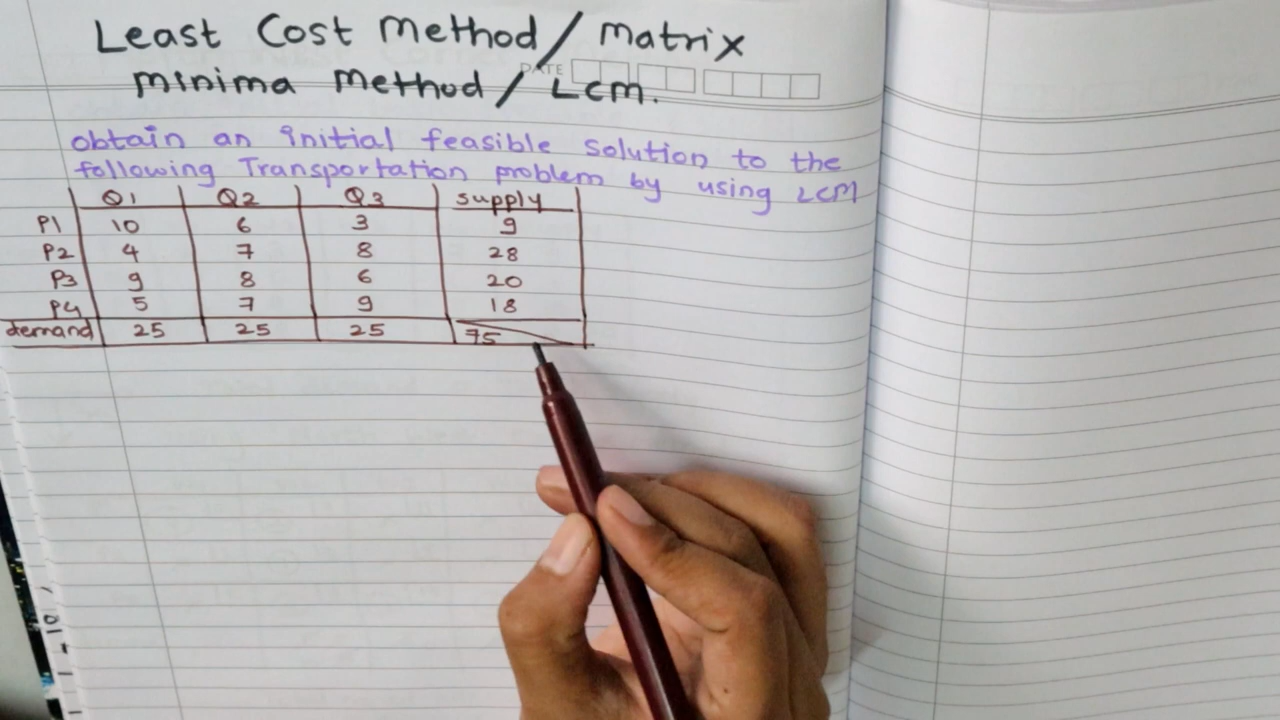 Least Cost Method/ Matrix
DATE
minima Method/ Lcm.
obtain an initial feasible solution to the
following Transportation problem by using LCM
Q1 Q2 Q3 supply
P1 10 6 3 9
P2 4 7 8 28
P3 9 8 6 20
P4 5 7 9 18
demand 25 25 25 75